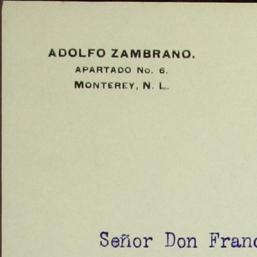 ADOLFO ZAMBRANO.
APARTADO No. 6.
MONTEREY, N. L.
Señor Don Franc